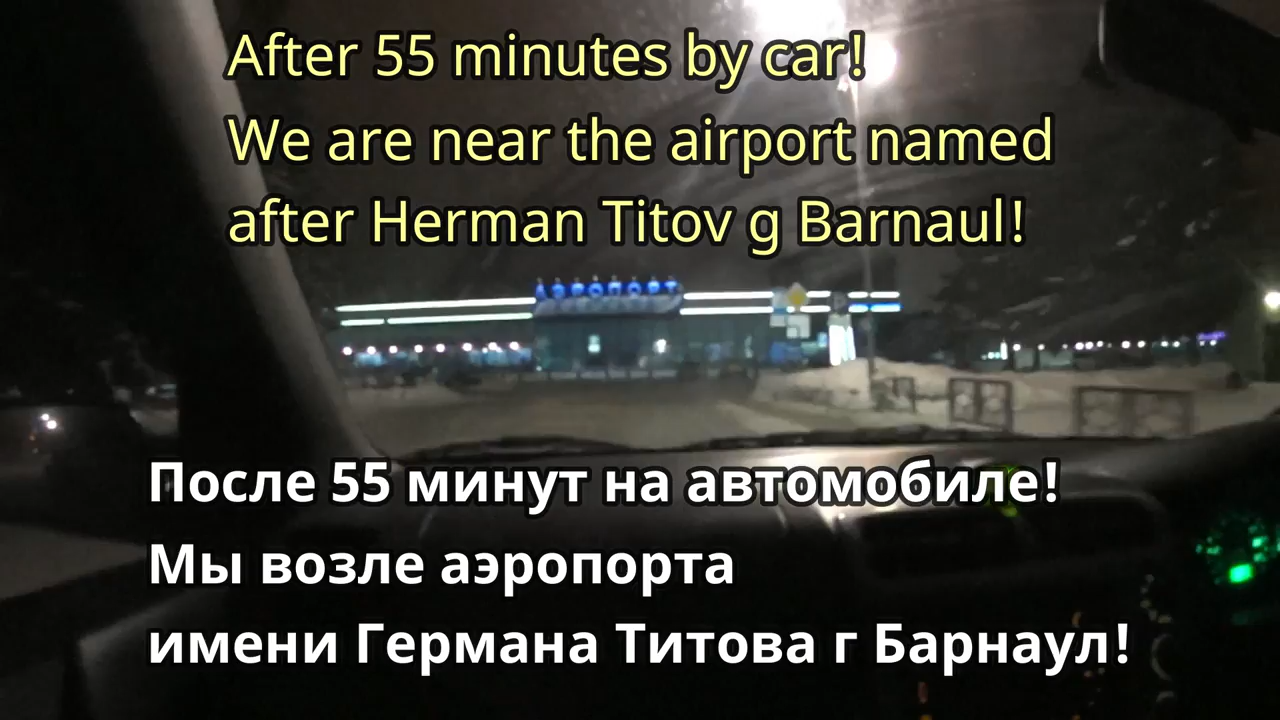 After 55 minutes by car!
We are near the airport named
after Herman Titov g Barnaul!
АЭРОПОРТ
После 55 минут на автомобиле!
Мы возле аэропорта
имени Германа Титова г Барнаул!